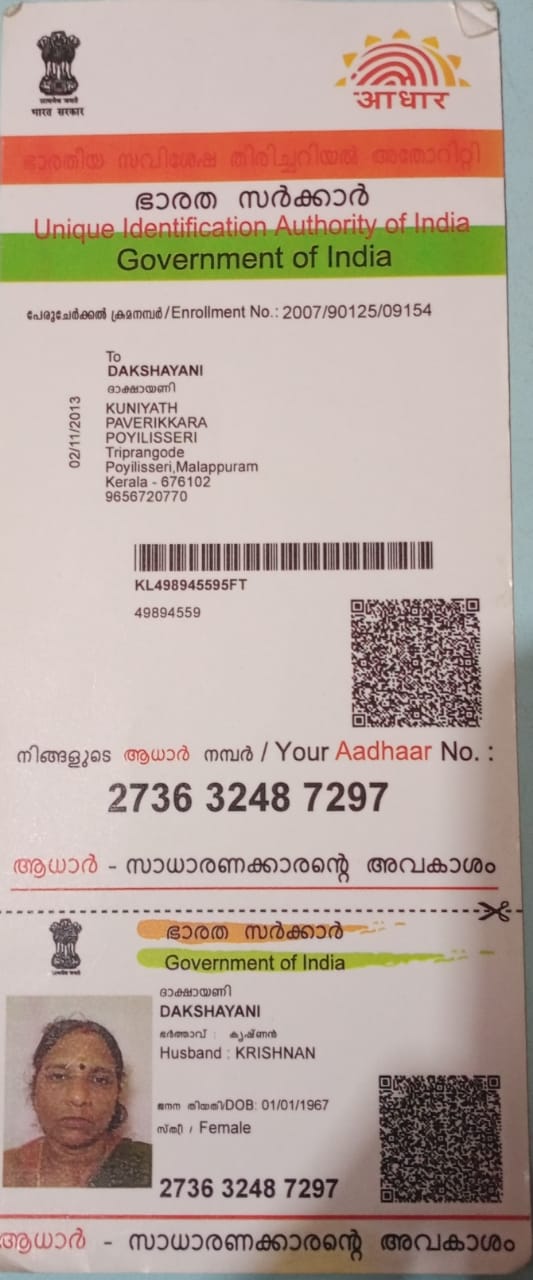 सत्यमेव जयते
भारत सरकार
आधार
ഭാരതീയ സവിശേഷ തിരിച്ചറിയൽ അതോറിറ്റി
ഭാരത സർക്കാർ
Unique Identification Authority of India
Government of India
പേരുചേർക്കൽ ക്രമനമ്പർ/Enrollment No.: 2007/90125/09154
02/11/2013
To
DAKSHAYANI
ദാക്ഷായണി
KUNIYATH
PAVERIKKARA
POYILISSERI
Triprangode
Poyilisseri,Malappuram
Kerala - 676102
9656720770
KL498945595FT
49894559
നിങ്ങളുടെ ആധാർ നമ്പർ / Your Aadhaar No. :
2736 3248 7297
ആധാർ - സാധാരണക്കാരന്റെ അവകാശം
ഭാരത സർക്കാർ
Government of India
ദാക്ഷായണി
DAKSHAYANI
ഭർത്താവ് : കൃഷ്ണൻ
Husband : KRISHNAN
ജനന തിയതി/DOB: 01/01/1967
സ്ത്രീ / Female
2736 3248 7297
ആധാർ - സാധാരണക്കാരന്റെ അവകാശം